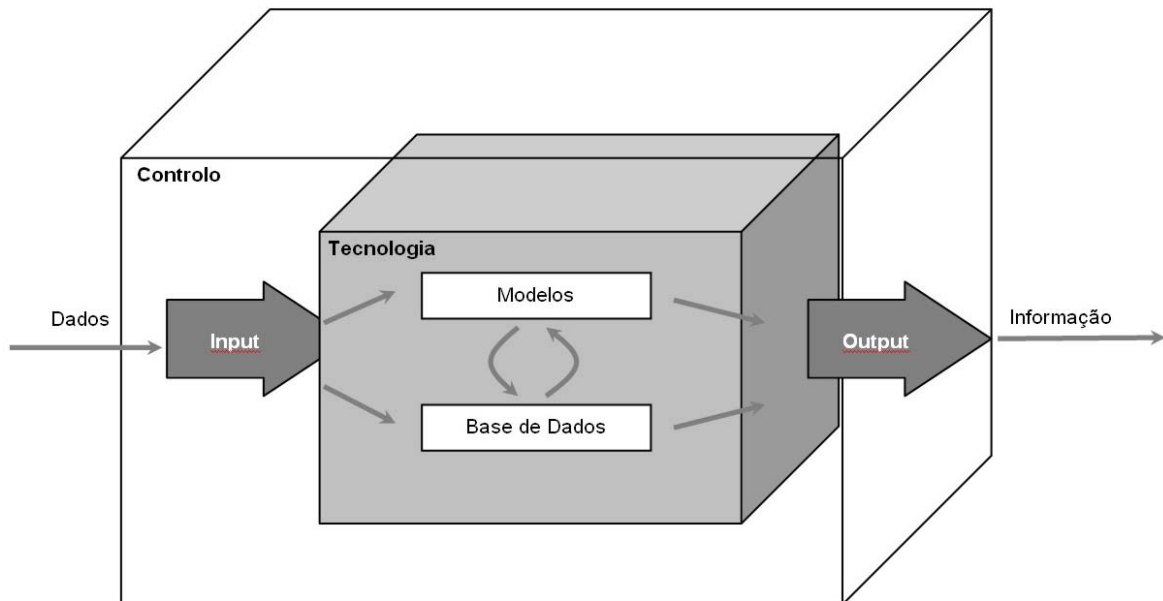 Controlo
Tecnologia
Modelos
Dados
Input
Output
Informação
Base de Dados